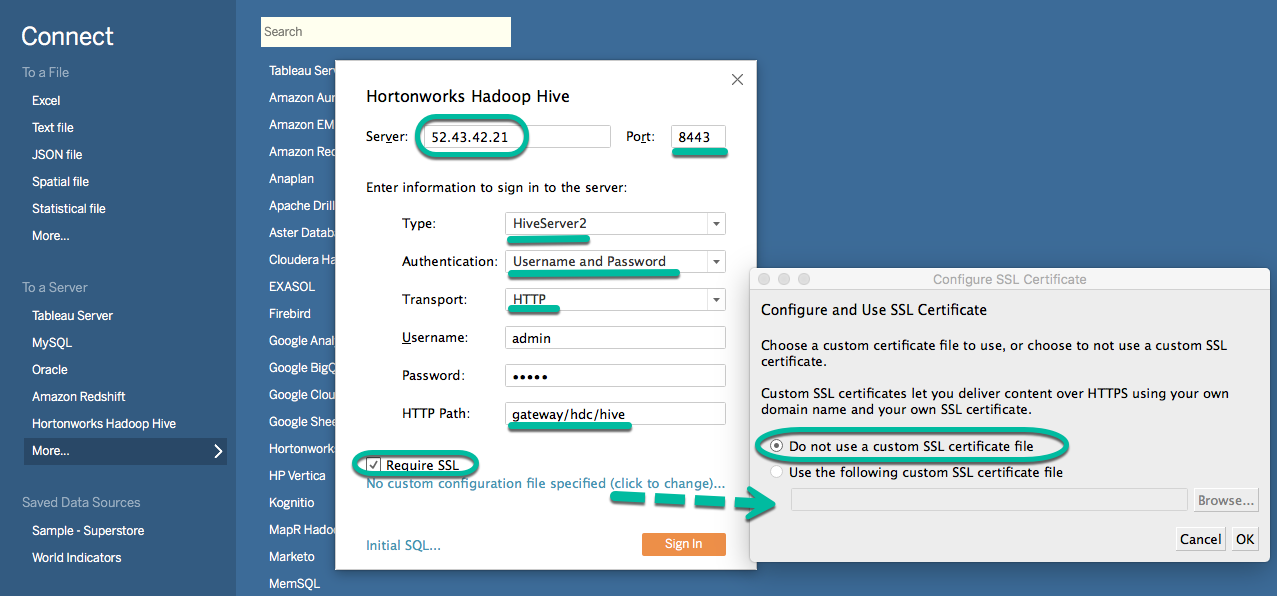 Connect
To a File
Excel
Text file
JSON file
Spatial file
Statistical file
More...
To a Server
Tableau Server
MySQL
Oracle
Amazon Redshift
Hortonworks Hadoop Hive
More...
Saved Data Sources
Sample - Superstore
World Indicators
Search
Tableau Serv
Amazon Aur
Amazon EM
Amazon Red
Anaplan
Apache Drill
Aster Databa
Cloudera Ha
EXASOL
Firebird
Google Anal
Google BigQ
Google Clou
Google Shee
Hortonworks
HP Vertica
Kognitio
MapR Hadoo
Marketo
MemSQL
Hortonworks Hadoop Hive
Server: 52.43.42.21 Port: 8443
Enter information to sign in to the server:
Type: HiveServer2
Authentication: Username and Password
Transport: HTTP
Username: admin
Password: •••••
HTTP Path: gateway/hdc/hive
Require SSL
No custom configuration file specified (click to change)...
Initial SQL... Sign In
Configure SSL Certificate
Configure and Use SSL Certificate
Choose a custom certificate file to use, or choose to not use a custom SSL
certificate.
Custom SSL certificates let you deliver content over HTTPS using your own
domain name and your own SSL certificate.
Do not use a custom SSL certificate file
Use the following custom SSL certificate file
Browse...
Cancel OK